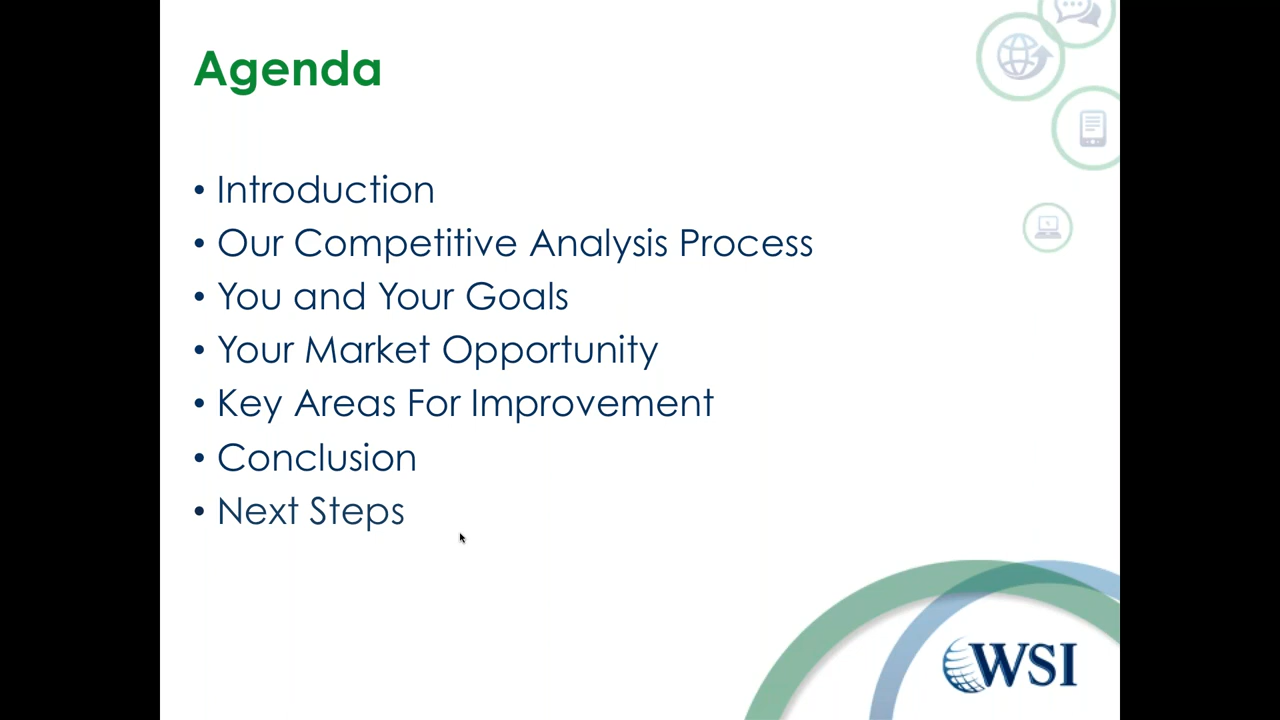 Agenda
• Introduction
• Our Competitive Analysis Process
• You and Your Goals
• Your Market Opportunity
• Key Areas For Improvement
• Conclusion
• Next Steps
WSI